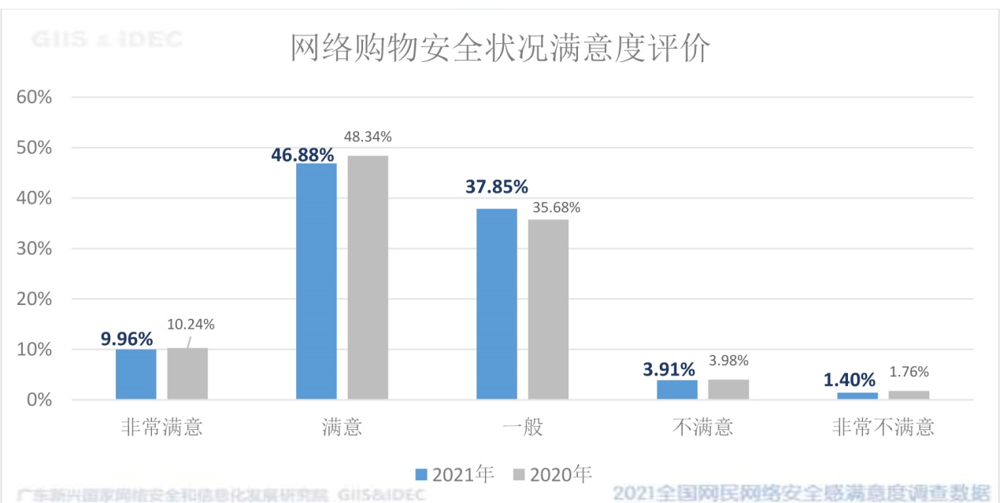 GIIS & IDEC
网络购物安全状况满意度评价
60%
50%
40%
30%
20%
10%
0%
9.96%
10.24%
46.88%
48.34%
37.85%
35.68%
3.91%
3.98%
1.40%
1.76%
非常满意
满意
一般
不满意
非常不满意
2021年
2020年
广东新兴国家网络安全和信息化发展研究院 GIIS&IDEC
2021全国网民网络安全感满意度调查数据